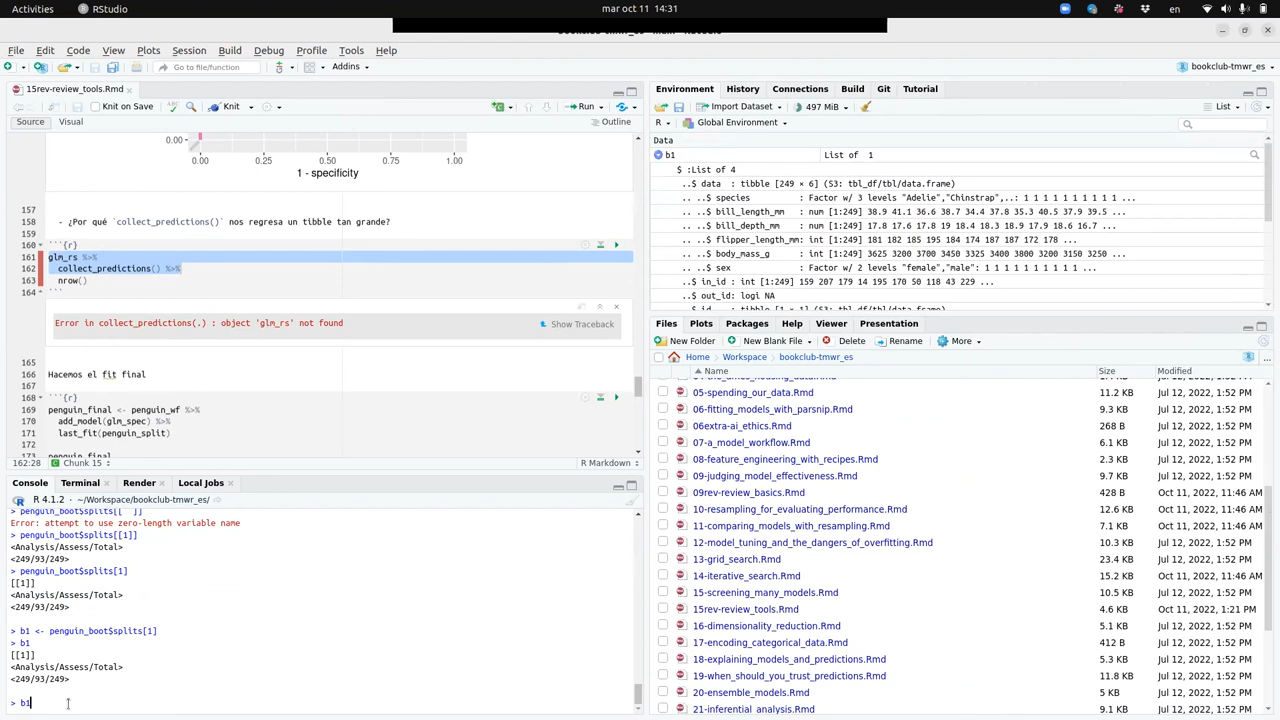 Activities
RStudio
mar oct 11 14:31
en
File Edit Code View Plots Session Build Debug Profile Tools Help
Go to file/function
Addins
bookclub-tmwr_es
15rev-review_tools.Rmd
Knit on Save
Knit
Run
Source Visual
Outline
0.00
0.00 0.25 0.50 0.75 1.00
1 - specificity
157
158 - ¿Por qué `collect_predictions()` nos regresa un tibble tan grande?
159
160 ```{r}
161 glm_rs %>%
162 collect_predictions() %>%
163 nrow()
164 ```
Error in collect_predictions(.) : object 'glm_rs' not found
Show Traceback
165
166 Hacemos el fit final
167
168 ```{r}
169 penguin_final <- penguin_wf %>%
170 add_model(glm_spec) %>%
171 last_fit(penguin_split)
172
173 penguin_final
162:28 Chunk 15 R Markdown
Console Terminal Render Local Jobs
R 4.1.2 · ~/Workspace/bookclub-tmwr_es/
> penguin_boot$splits[[ ]]
Error: attempt to use zero-length variable name
> penguin_boot$splits[[1]]
<Analysis/Assess/Total>
<249/93/249>
> penguin_boot$splits[1]
[[1]]
<Analysis/Assess/Total>
<249/93/249>
> b1 <- penguin_boot$splits[1]
> b1
[[1]]
<Analysis/Assess/Total>
<249/93/249>
> b1
Environment History Connections Build Git Tutorial
Import Dataset 497 MiB List
R Global Environment
Data
b1 List of 1
$ :List of 4
..$ data : tibble [249 × 6] (S3: tbl_df/tbl/data.frame)
..$ species : Factor w/ 3 levels "Adelie","Chinstrap",..: 1 1 1 1 1 1 1 1 1 1 ...
..$ bill_length_mm : num [1:249] 38.9 41.1 36.6 38.7 34.4 37.8 35.3 40.5 37.9 39.5 ...
..$ bill_depth_mm : num [1:249] 17.8 17.6 17.8 19 18.4 18.3 18.9 17.9 18.6 16.7 ...
..$ flipper_length_mm: int [1:249] 181 182 185 195 184 174 187 187 172 178 ...
..$ body_mass_g : int [1:249] 3625 3200 3700 3450 3325 3400 3800 3200 3150 3250 ...
..$ sex : Factor w/ 2 levels "female","male": 1 1 1 1 1 1 1 1 1 1 ...
..$ in_id : int [1:249] 159 207 179 14 195 170 50 118 43 229 ...
..$ out_id: logi NA
Files Plots Packages Help Viewer Presentation
New Folder New Blank File Delete Rename More
Home Workspace bookclub-tmwr_es
Name Size Modified
05-spending_our_data.Rmd 11.2 KB Jul 12, 2022, 1:52 PM
06-fitting_models_with_parsnip.Rmd 9.3 KB Jul 12, 2022, 1:52 PM
06extra-ai_ethics.Rmd 268 B Jul 12, 2022, 1:52 PM
07-a_model_workflow.Rmd 6.1 KB Jul 12, 2022, 1:52 PM
08-feature_engineering_with_recipes.Rmd 2.3 KB Jul 12, 2022, 1:52 PM
09-judging_model_effectiveness.Rmd 5.2 KB Jul 12, 2022, 1:52 PM
09rev-review_basics.Rmd 428 B Oct 11, 2022, 11:46 AM
10-resampling_for_evaluating_performance.Rmd 12.6 KB Jul 12, 2022, 1:52 PM
11-comparing_models_with_resampling.Rmd 7.1 KB Jul 12, 2022, 1:52 PM
12-model_tuning_and_the_dangers_of_overfitting.Rmd 10.3 KB Jul 12, 2022, 1:52 PM
13-grid_search.Rmd 23.4 KB Jul 12, 2022, 1:52 PM
14-iterative_search.Rmd 15.2 KB Oct 11, 2022, 11:46 AM
15-screening_many_models.Rmd 10.5 KB Jul 12, 2022, 1:52 PM
15rev-review_tools.Rmd 4.6 KB Oct 11, 2022, 1:21 PM
16-dimensionality_reduction.Rmd 5.1 KB Jul 12, 2022, 1:52 PM
17-encoding_categorical_data.Rmd 412 B Jul 12, 2022, 1:52 PM
18-explaining_models_and_predictions.Rmd 5.3 KB Jul 12, 2022, 1:52 PM
19-when_should_you_trust_predictions.Rmd 11.8 KB Jul 12, 2022, 1:52 PM
20-ensemble_models.Rmd 5 KB Jul 12, 2022, 1:52 PM
21-inferential_analysis.Rmd 9.1 KB Jul 12, 2022, 1:52 PM